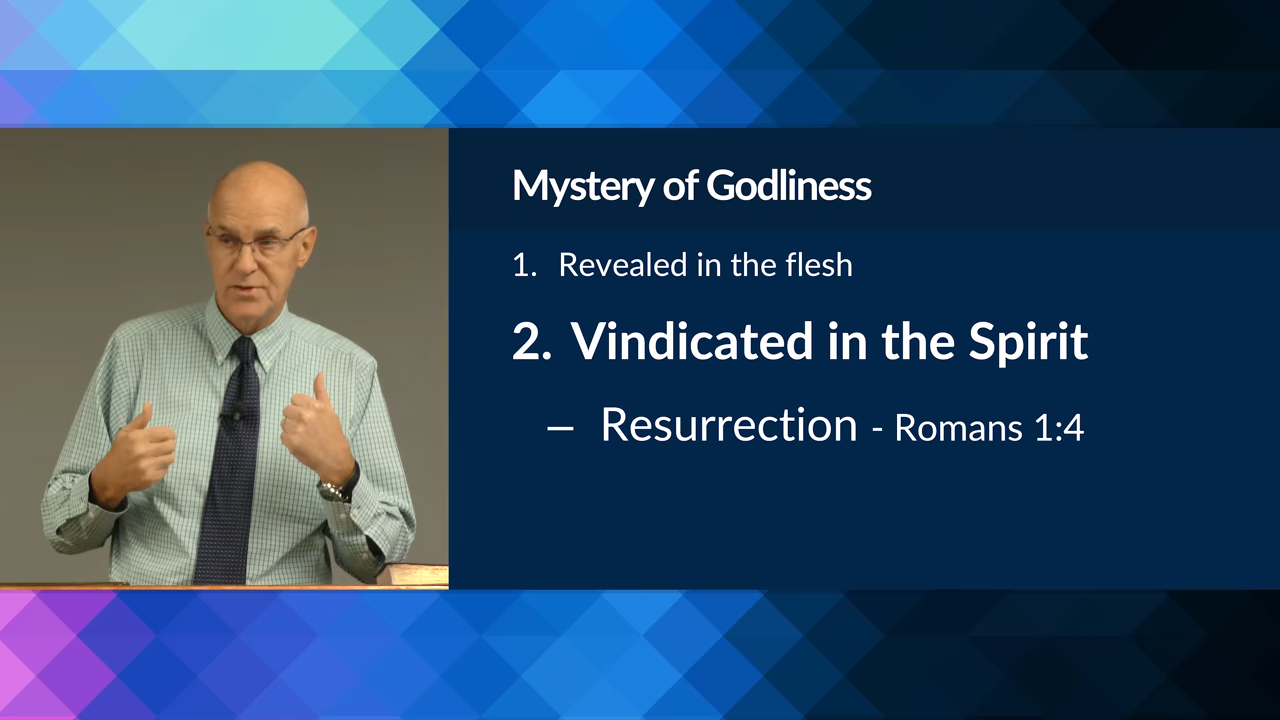 Mystery of Godliness
1. Revealed in the flesh
2. Vindicated in the Spirit
– Resurrection - Romans 1:4